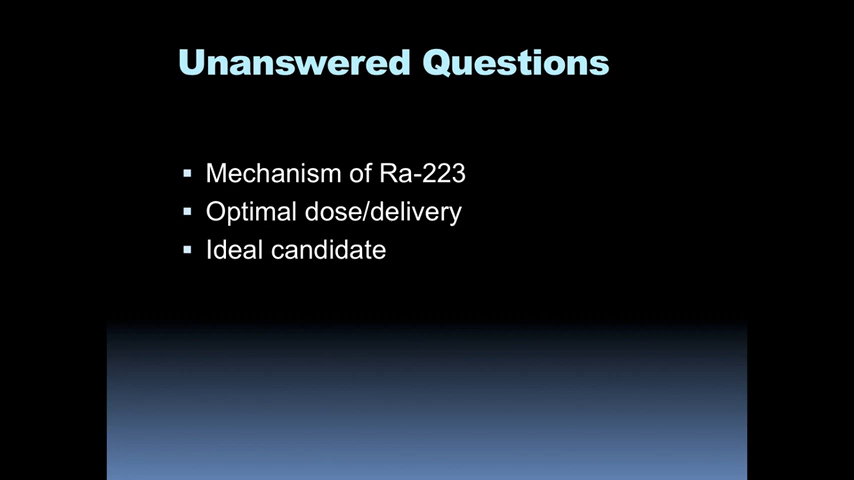 Unanswered Questions
▪ Mechanism of Ra-223
▪ Optimal dose/delivery
▪ Ideal candidate